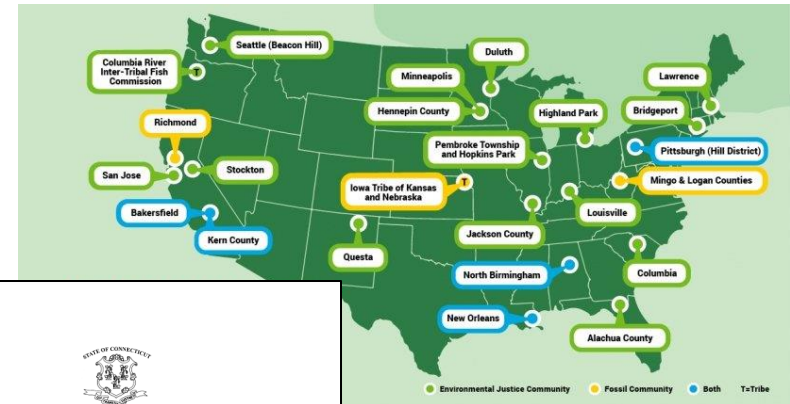 Seattle (Beacon Hill)
Duluth
Columbia River
Inter-Tribal Fish
Commission
T
Minneapolis
Lawrence
Hennepin County
Highland Park
Bridgeport
Richmond
Pembroke Township
and Hopkins Park
Pittsburgh (Hill District)
San Jose
Stockton
Iowa Tribe of Kansas
and Nebraska
T
Mingo & Logan Counties
Bakersfield
Kern County
Jackson County
Louisville
Questa
North Birmingham
Columbia
New Orleans
Alachua County
Environmental Justice Community
Fossil Community
Both
T=Tribe
STATE OF CONNECTICUT